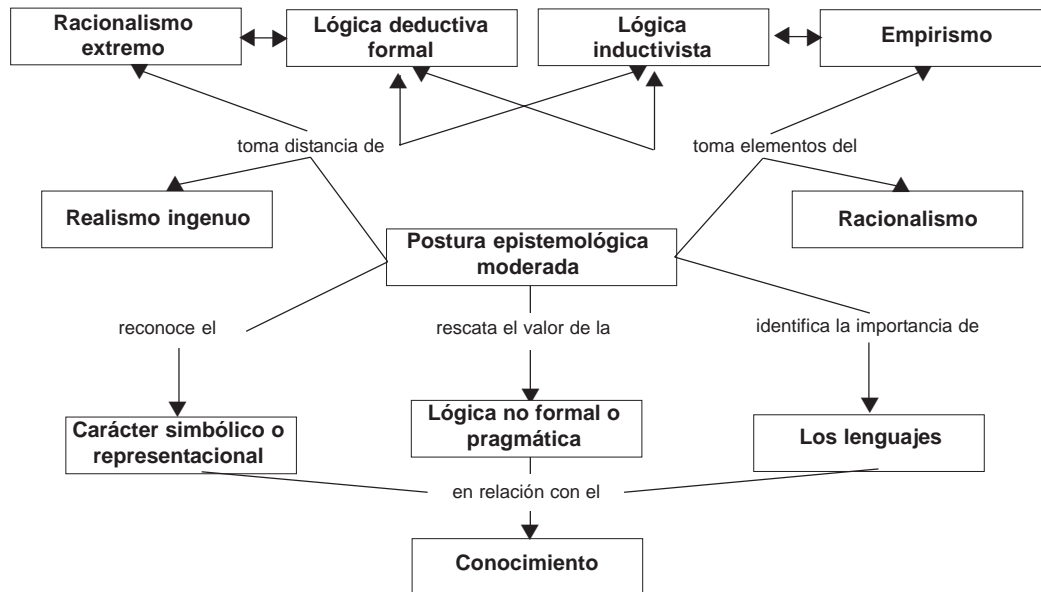 Racionalismo
extremo
Lógica deductiva
formal
Lógica
inductivista
Empirismo
toma distancia de
toma elementos del
Realismo ingenuo
Racionalismo
Postura epistemológica
moderada
reconoce el
rescata el valor de la
identifica la importancia de
Carácter simbólico o
representacional
Lógica no formal o
pragmática
Los lenguajes
en relación con el
Conocimiento